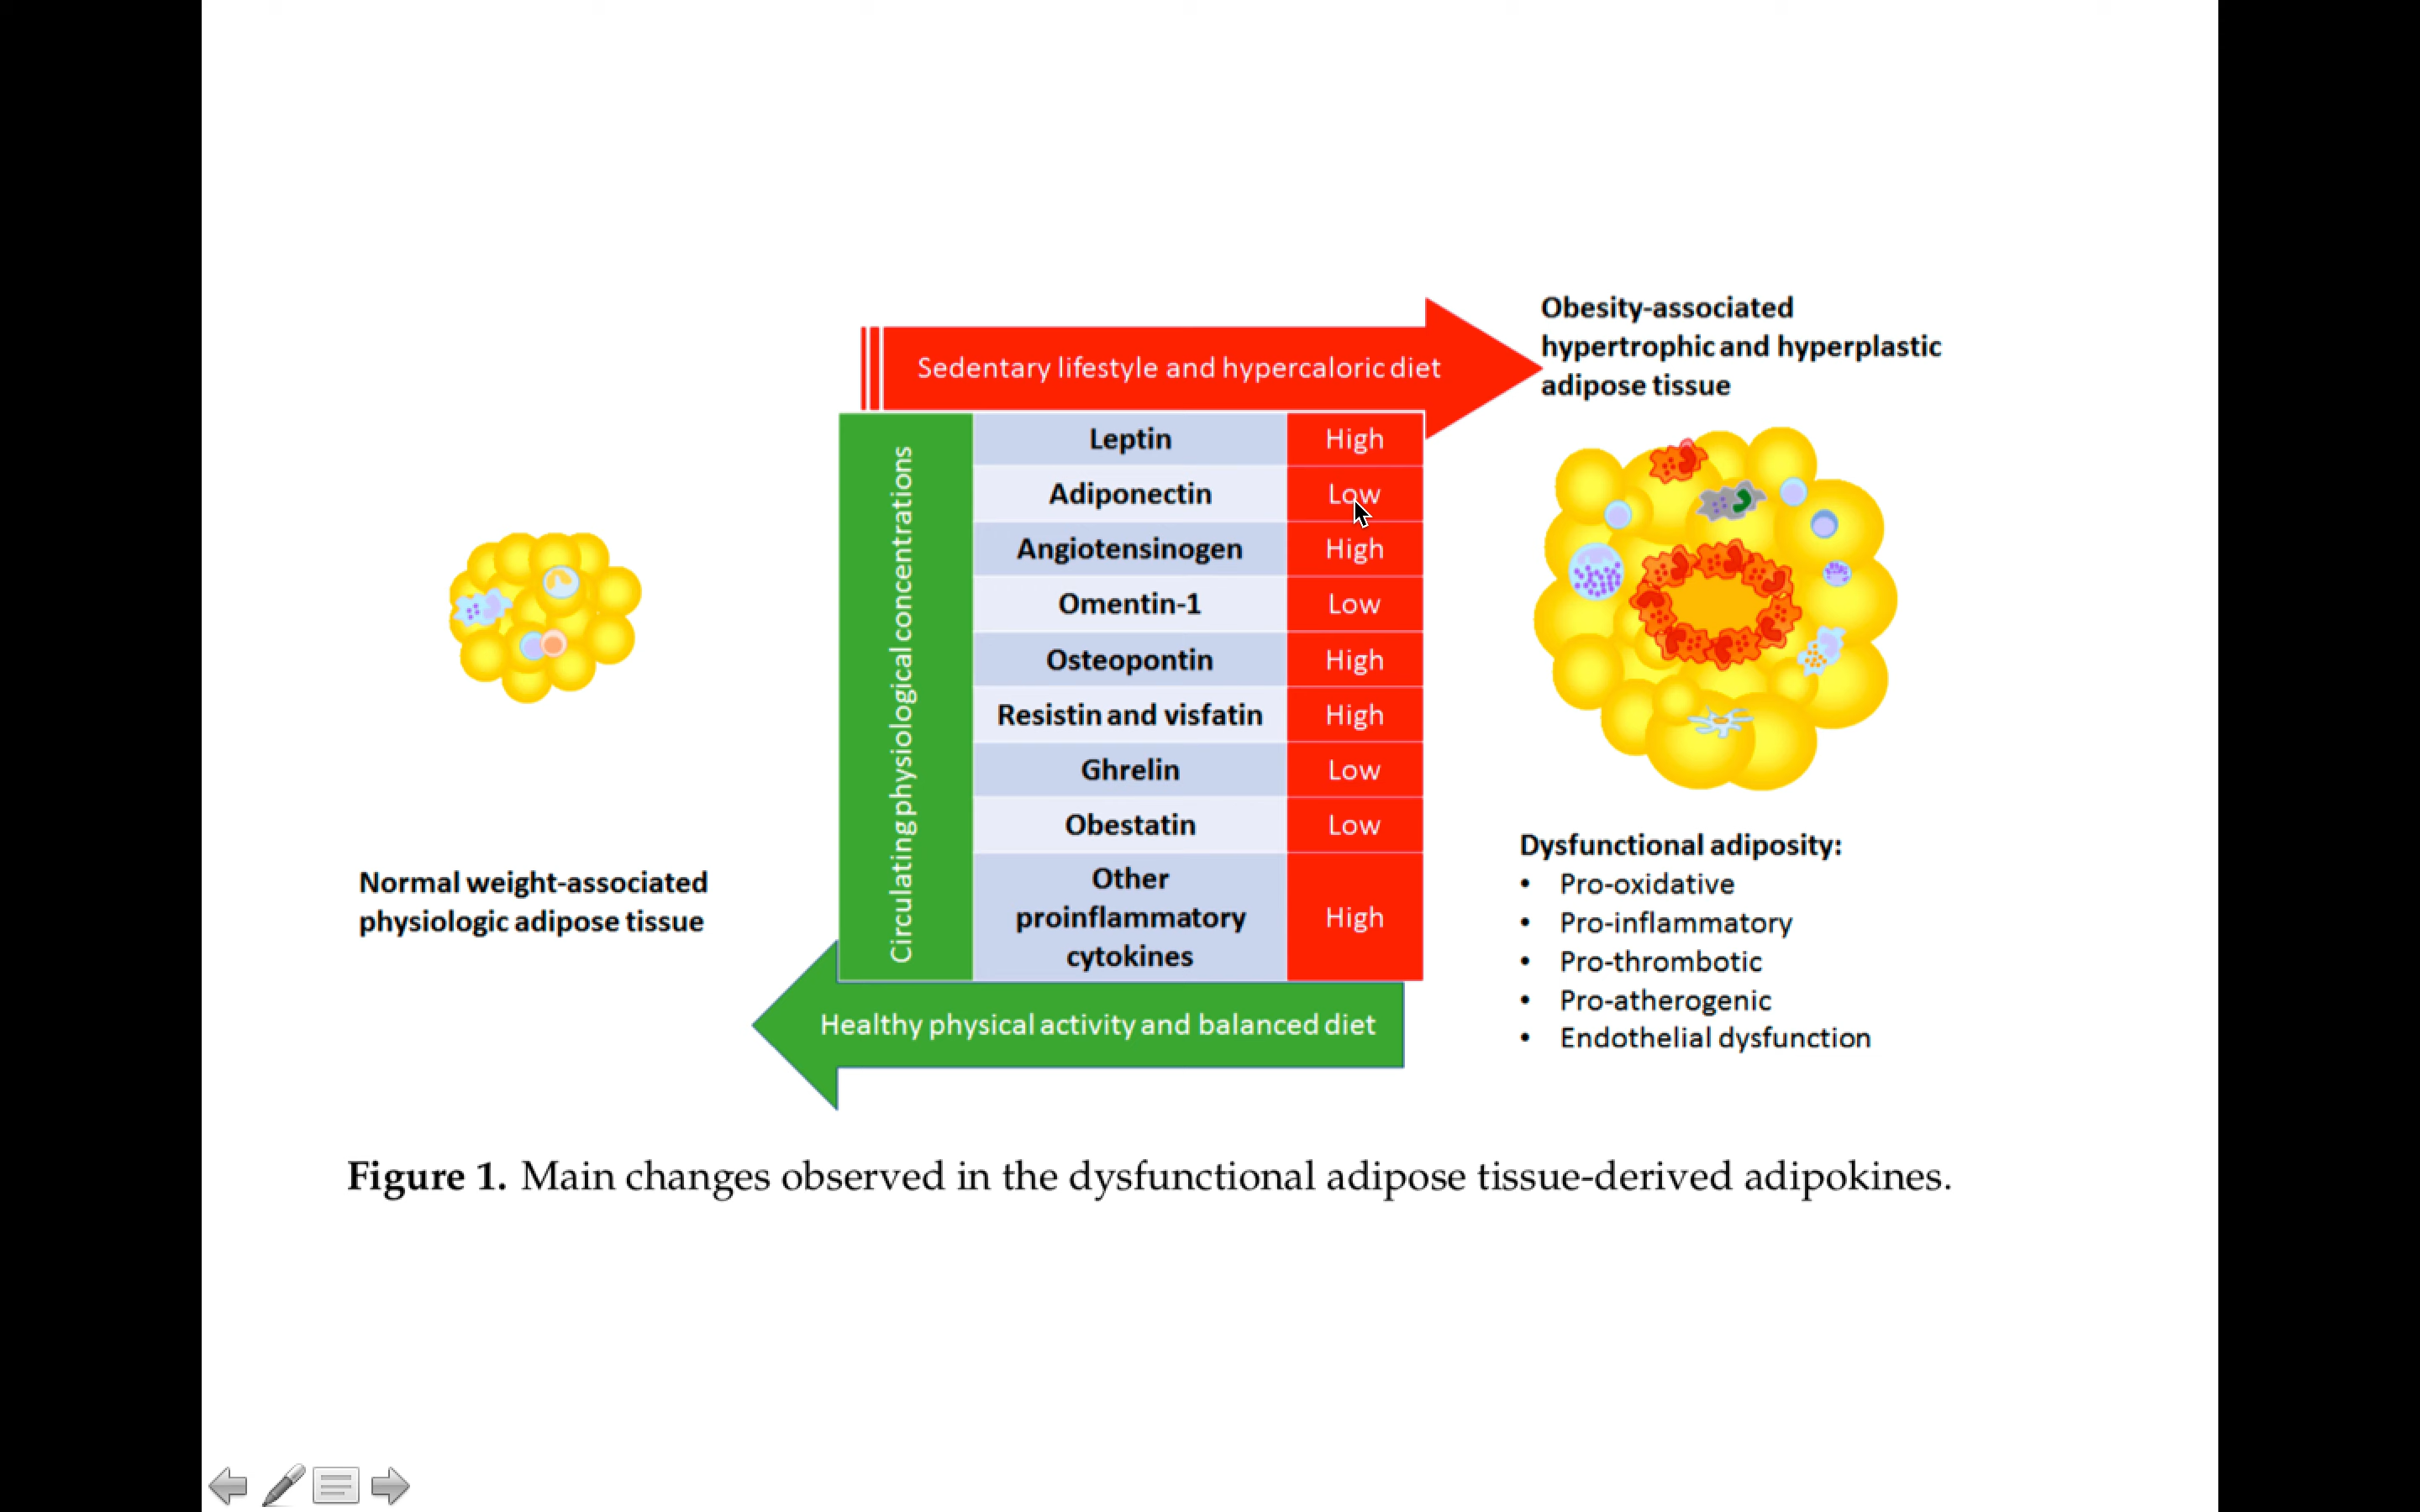 Obesity-associated
hypertrophic and hyperplastic
adipose tissue
Sedentary lifestyle and hypercaloric diet
Circulating physiological concentrations
Leptin High
Adiponectin Low
Angiotensinogen High
Omentin-1 Low
Osteopontin High
Resistin and visfatin High
Ghrelin Low
Obestatin Low
Other
proinflammatory High
cytokines
Normal weight-associated
physiologic adipose tissue
Dysfunctional adiposity:
• Pro-oxidative
• Pro-inflammatory
• Pro-thrombotic
• Pro-atherogenic
• Endothelial dysfunction
Healthy physical activity and balanced diet
Figure 1. Main changes observed in the dysfunctional adipose tissue-derived adipokines.